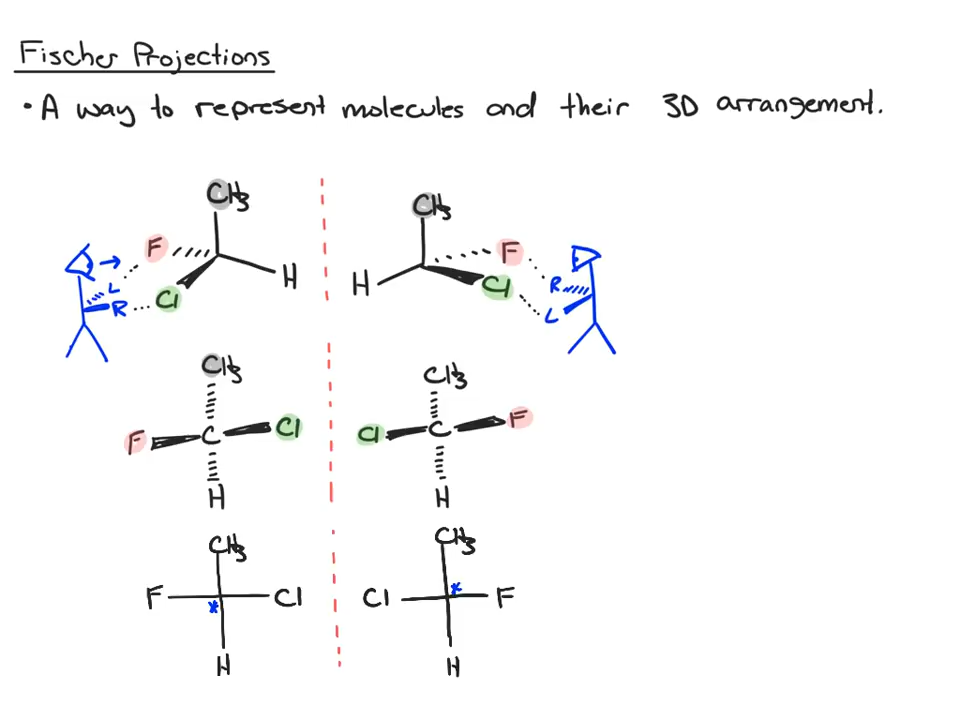 Fischer Projections
• A way to represent molecules and their 3D arrangement.
CH3 CH3
F F
H H
L R
Cl Cl
R L
CH3 CH3
F C Cl Cl C F
H H
CH3 CH3
F * Cl Cl * F
H H